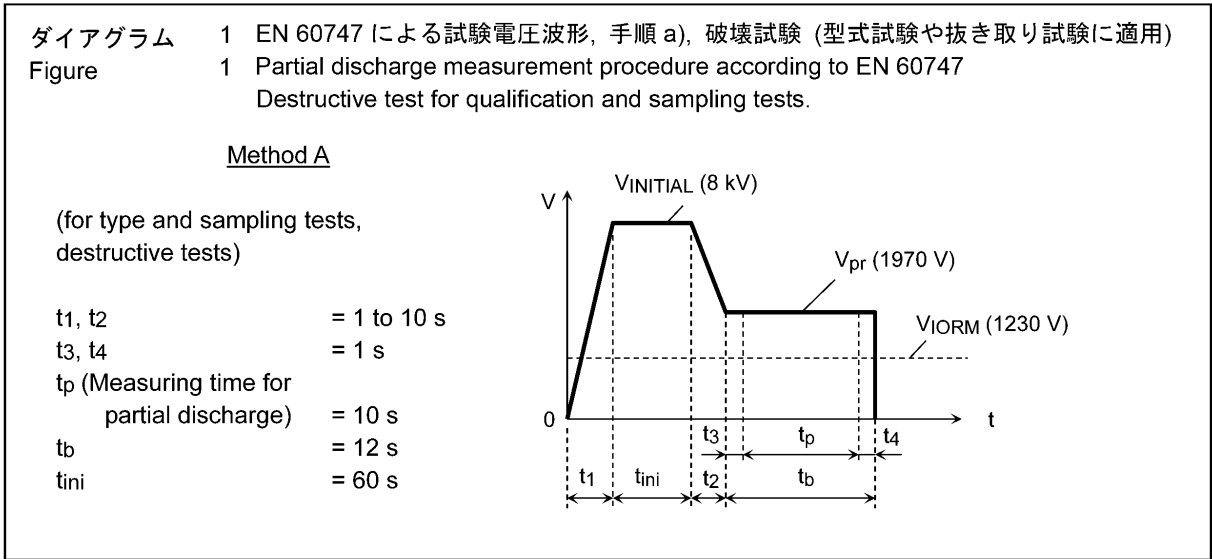 ダイアグラム 1 EN 60747 による試験電圧波形, 手順 a), 破壊試験 (型式試験や抜き取り試験に適用)
Figure 1 Partial discharge measurement procedure according to EN 60747
Destructive test for qualification and sampling tests.
Method A
(for type and sampling tests,
destructive tests)
t1, t2 = 1 to 10 s
t3, t4 = 1 s
tp (Measuring time for
partial discharge) = 10 s
tb = 12 s
tini = 60 s
VINITIAL (8 kV)
V
Vpr (1970 V)
VIORM (1230 V)
0
t
t3 tp t4
t1 tini t2 tb